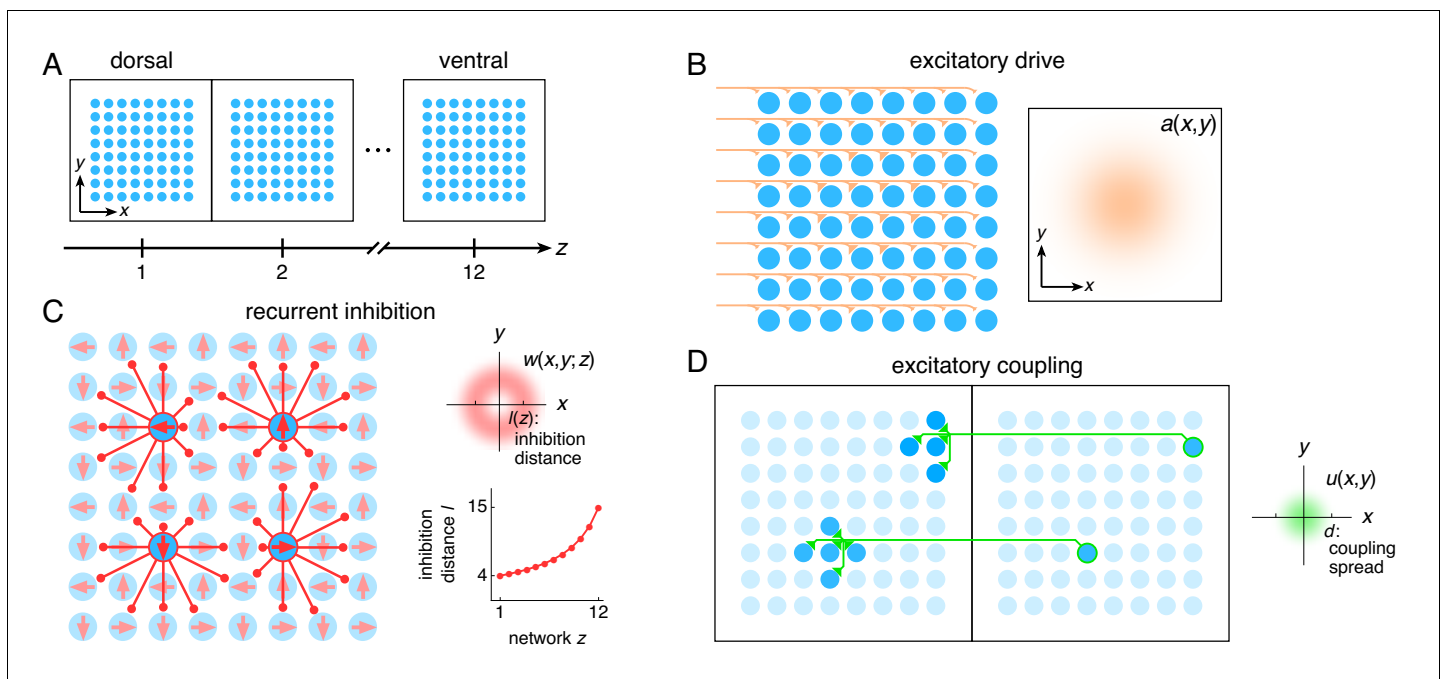 A
dorsal
ventral
y
x
...
z
1
2
12
B
excitatory drive
a(x,y)
y
x
C
recurrent inhibition
y
w(x,y; z)
x
l(z):
inhibition
distance
inhibition
distance l
15
4
1
12
network z
D
excitatory coupling
y
u(x,y)
x
d:
coupling
spread